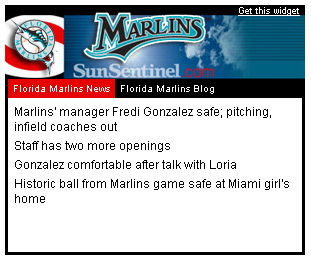 Get this widget
MARLINS
SunSentinel.com
Florida Marlins News Florida Marlins Blog
Marlins' manager Fredi Gonzalez safe; pitching,
infield coaches out
Staff has two more openings
Gonzalez comfortable after talk with Loria
Historic ball from Marlins game safe at Miami girl's
home